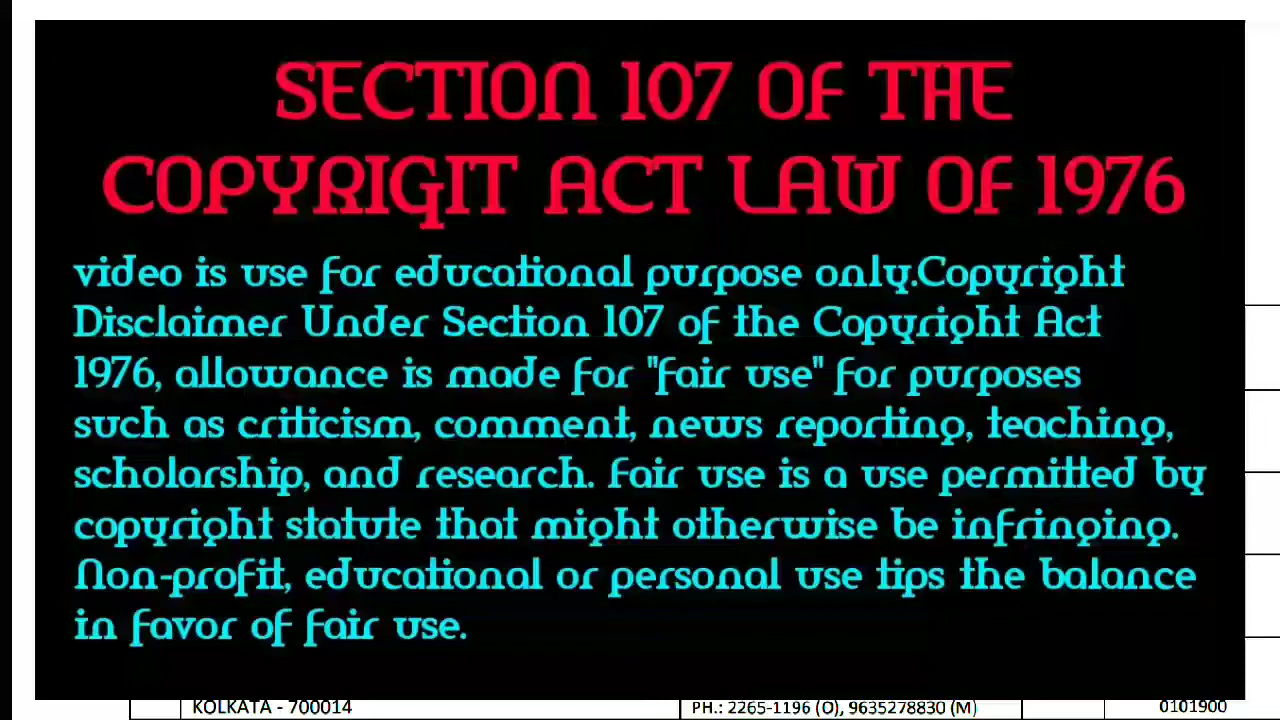 SECTION 107 OF THE
COPYRIGIT ACT LAW OF 1976
video is use for educational purpose only.Copyright
Disclaimer Under Section 107 of the Copyright Act
1976, allowance is made for "fair use" for purposes
such as criticism, comment, news reporting, teaching,
scholarship, and research. Fair use is a use permitted by
copyright statute that might otherwise be infringing.
Non-profit, educational or personal use tips the balance
in favor of fair use.
KOLKATA - 700014 PH.: 2265-1196 (O), 9635278830 (M) 0101900